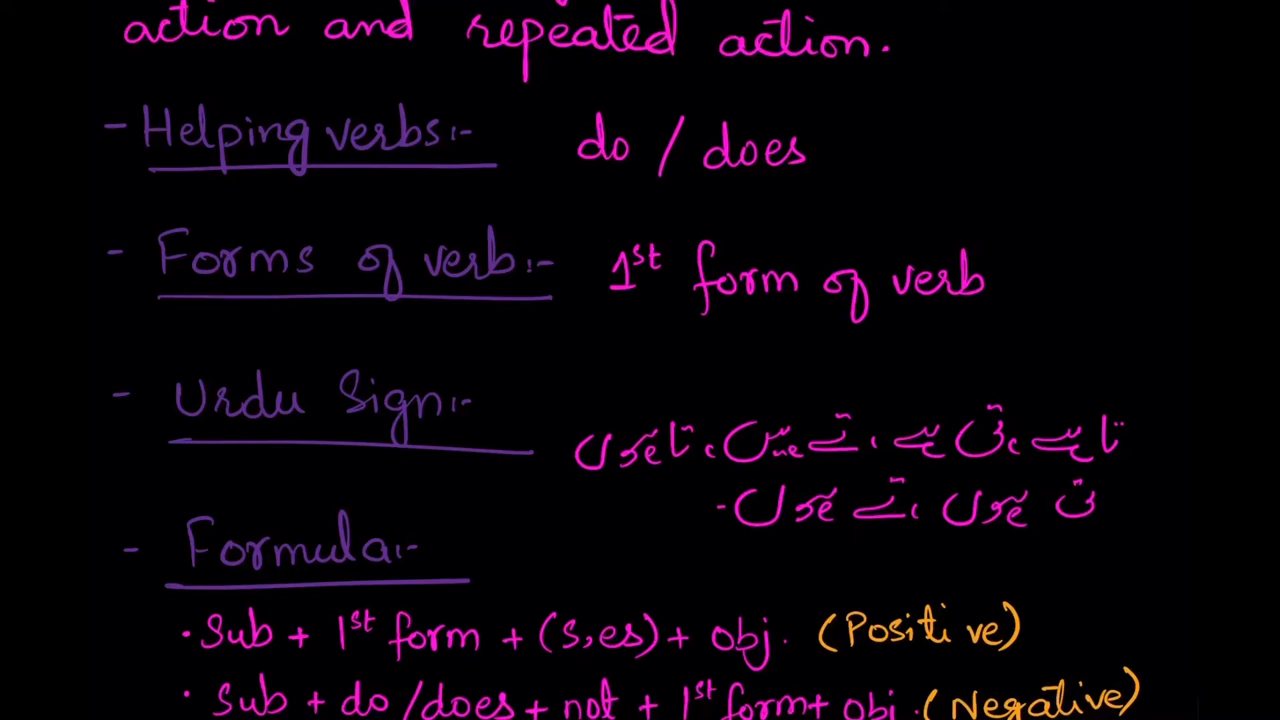 action and repeated action.
- Helping verbs:- do / does
- Forms of verb:- 1st form of verb
- Urdu Sign:-
تا ہے ، تی ہے ، تے ہیں ، تا ہوں
تی ہوں ، تے ہوں -
- Formula:-
• Sub + 1st form + (s,es) + obj. (Positive)
• Sub + do /does + not + 1st form + obj. (Negative)